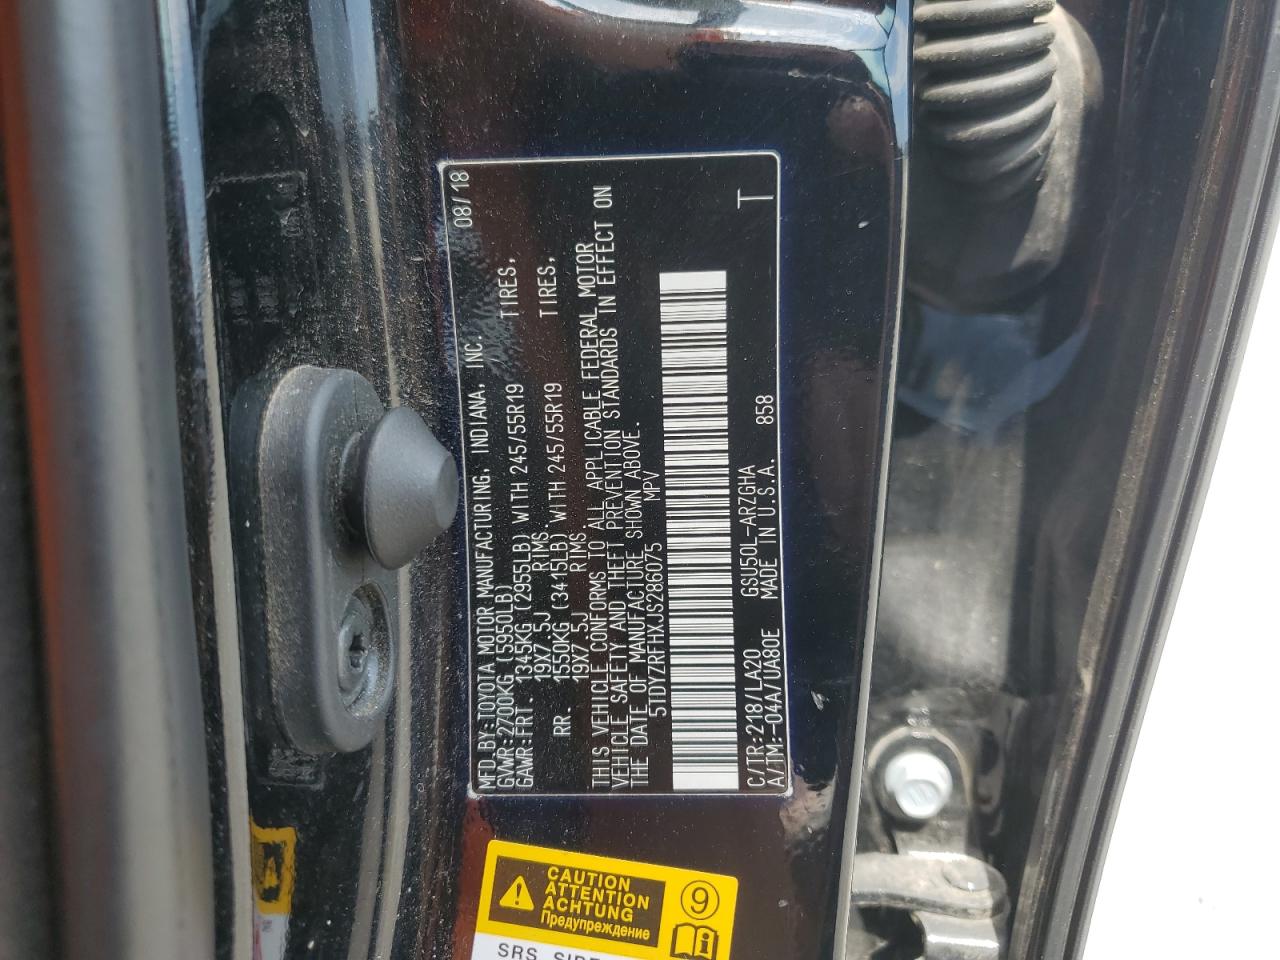 08/18
MFD.BY:TOYOTA MOTOR MANUFACTURING, INDIANA, INC.
GVWR:2700KG(5950LB)
GAWR:FRT. 1345KG (2955LB) WITH 245/55R19 TIRES,
19X7.5J RIMS.
RR. 1550KG (3415LB) WITH 245/55R19 TIRES,
19X7.5J RIMS.
THIS VEHICLE CONFORMS TO ALL APPLICABLE FEDERAL MOTOR
VEHICLE SAFETY AND THEFT PREVENTION STANDARDS IN EFFECT ON
THE DATE OF MANUFACTURE SHOWN ABOVE.
5TDYZRFHXJS286075 MPV
C/TR:218/LA20 GSU50L-ARZGHA T
A/TM:-04A/UA80E MADE IN U.S.A. 858
CAUTION
ATTENTION
ACHTUNG
Предупреждение
9
SRS
A